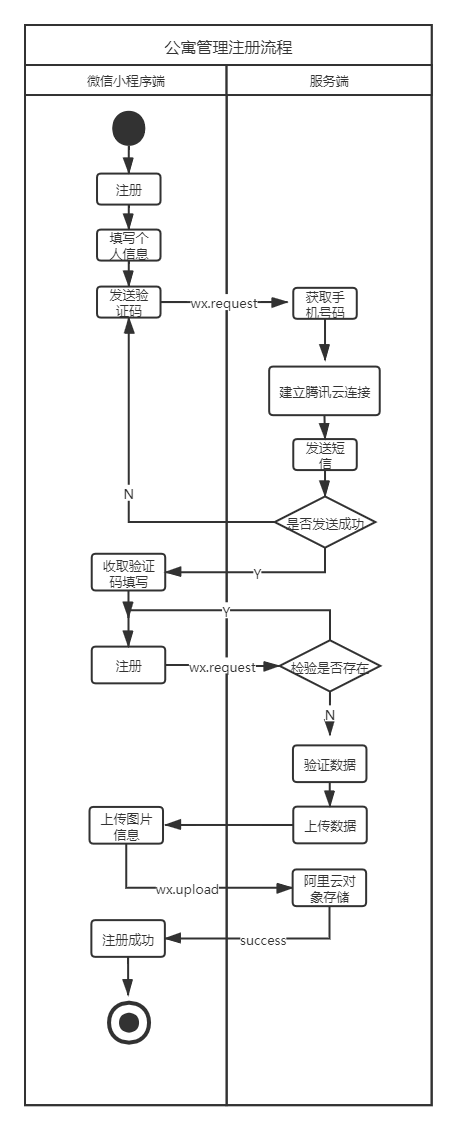 公寓管理注册流程
微信小程序端
服务端
注册
填写个
人信息
发送验
证码
wx.request
获取手
机号码
建立腾讯云连接
发送短
信
N
是否发送成功
收取验证
码填写
Y
Y
注册
wx.request
检验是否存在
N
验证数据
上传图片
信息
上传数据
wx.upload
阿里云对
象存储
注册成功
success